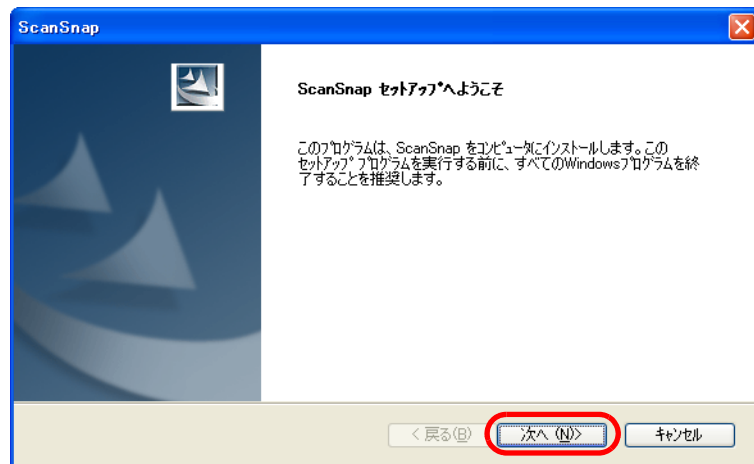 ScanSnap
ScanSnap ｾｯﾄｱｯﾌﾟへようこそ
このﾌﾟﾛｸﾞﾗﾑは、ScanSnap をｺﾝﾋﾟｭｰﾀにｲﾝｽﾄｰﾙします。この
ｾｯﾄｱｯﾌﾟ ﾌﾟﾛｸﾞﾗﾑを実行する前に、すべてのWindowsﾌﾟﾛｸﾞﾗﾑを終
了することを推奨します。
< 戻る(B) 次へ (N)> ｷｬﾝｾﾙ